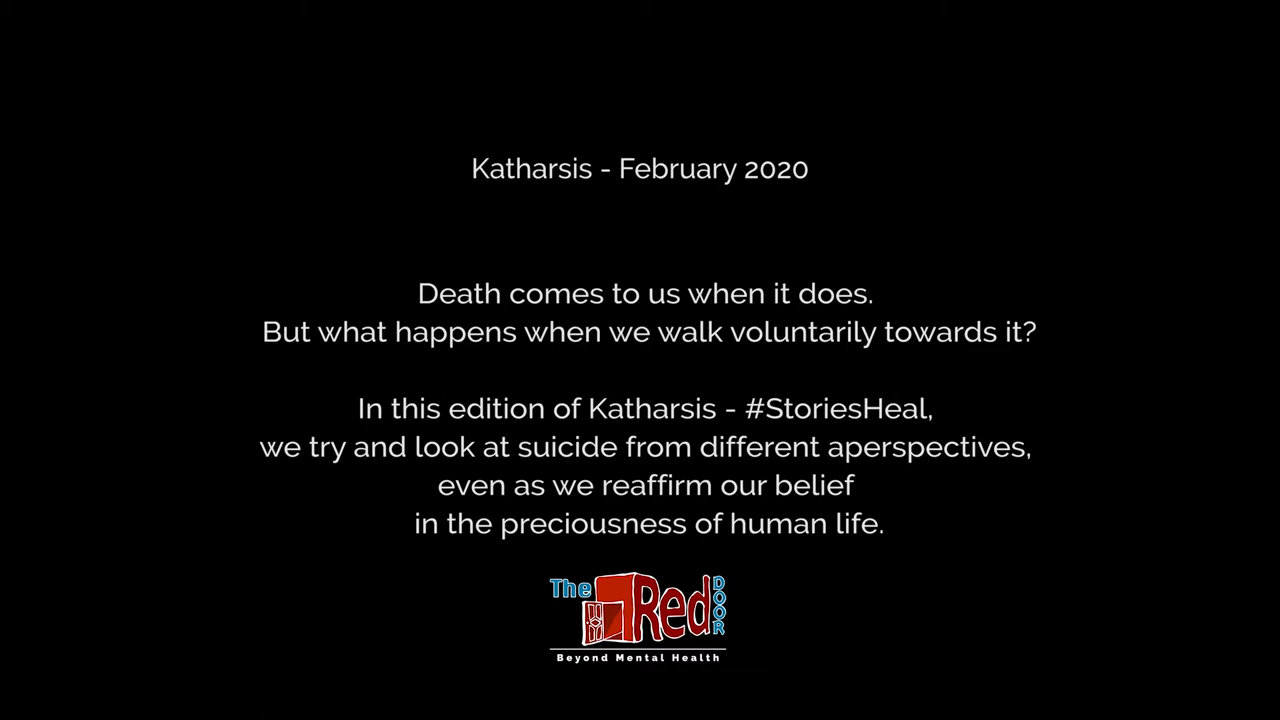 Katharsis - February 2020
Death comes to us when it does.
But what happens when we walk voluntarily towards it?
In this edition of Katharsis - #StoriesHeal,
we try and look at suicide from different aperspectives,
even as we reaffirm our belief
in the preciousness of human life.
The Red DOOR
Beyond Mental Health